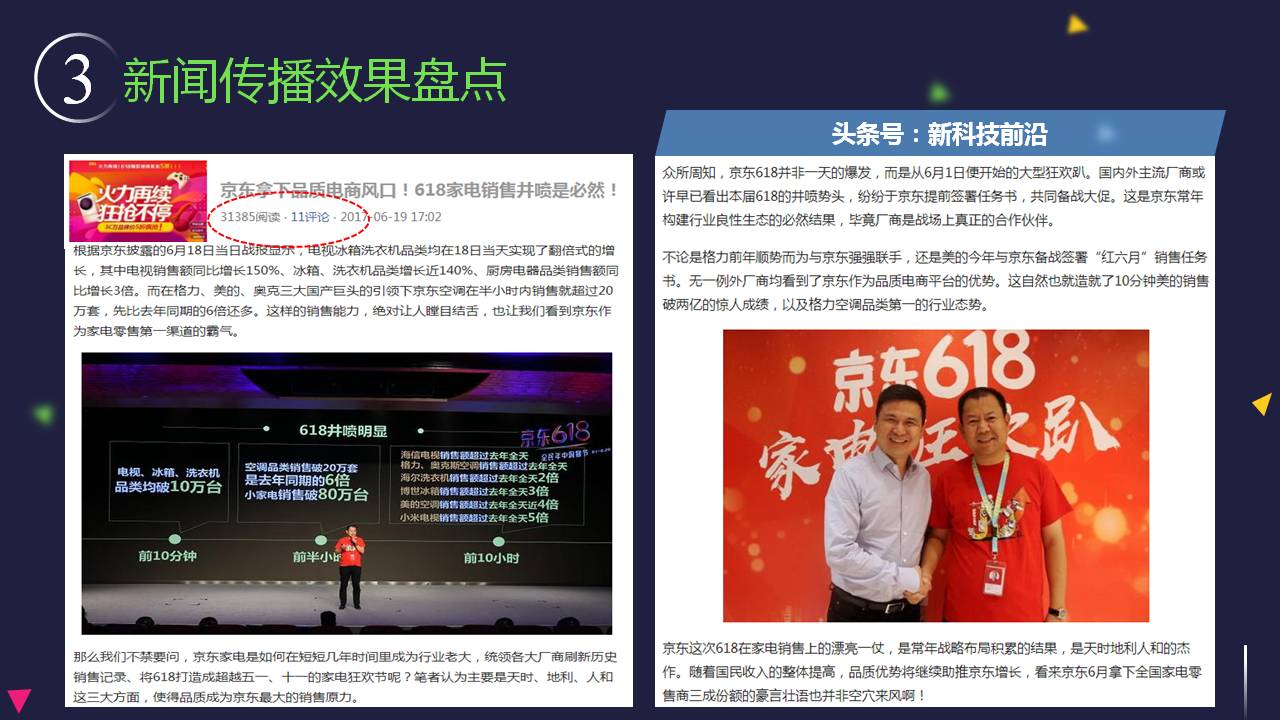 3
新闻传播效果盘点
头条号：新科技前沿
火力再续
狂抢不停
京东拿下品质电商风口！618家电销售井喷是必然！
31385阅读 · 11评论 · 2017-06-19 17:02
根据京东披露的6月18日当日战报显示，电视冰箱洗衣机品类均在18日当天实现了翻倍式的增
长，其中电视销售额同比增长150%、冰箱、洗衣机品类增长近140%、厨房电器品类销售额同
比增长3倍。而在格力、美的、奥克三大国产巨头的引领下京东空调在半小时内销售就超过20
万套，先比去年同期的6倍还多。这样的销售能力，绝对让人瞠目结舌，也让我们看到京东作
为家电零售第一渠道的霸气。
618井喷明显
京东618
电视、冰箱、洗衣机
品类均破10万台
空调品类销售破20万套
是去年同期的6倍
小家电销售破80万台
海信电视销售额超过去年全天
格力、奥克斯空调销售额超过去年全天
海尔洗衣机销售额超过去年全天2倍
博世冰箱销售额超过去年全天3倍
美的空调销售额超过去年全天近4倍
小米电视销售额超过去年全天5倍
前10分钟
前半小
前10小时
那么我们不禁要问，京东家电是如何在短短几年时间里成为行业老大，统领各大厂商刷新历史
销售记录、将618打造成超越五一、十一的家电狂欢节呢？笔者认为主要是天时、地利、人和
这三大方面，使得品质成为京东最大的销售原力。
众所周知，京东618并非一天的爆发，而是从6月1日便开始的大型狂欢趴。国内外主流厂商或
许早已看出本届618的井喷势头，纷纷于京东提前签署任务书，共同备战大促。这是京东常年
构建行业良性生态的必然结果，毕竟厂商是战场上真正的合作伙伴。
不论是格力前年顺势而为与京东强强联手，还是美的今年与京东备战签署“红六月”销售任务
书。无一例外厂商均看到了京东作为品质电商平台的优势。这自然也就造就了10分钟美的销售
破两亿的惊人成绩，以及格力空调品类第一的行业态势。
京东618
家电狂欢趴
京东这次618在家电销售上的漂亮一仗，是常年战略布局积累的结果，是天时地利人和的杰
作。随着国民收入的整体提高，品质优势将继续助推京东增长，看来京东6月拿下全国家电零
售商三成份额的豪言壮语也并非空穴来风啊！